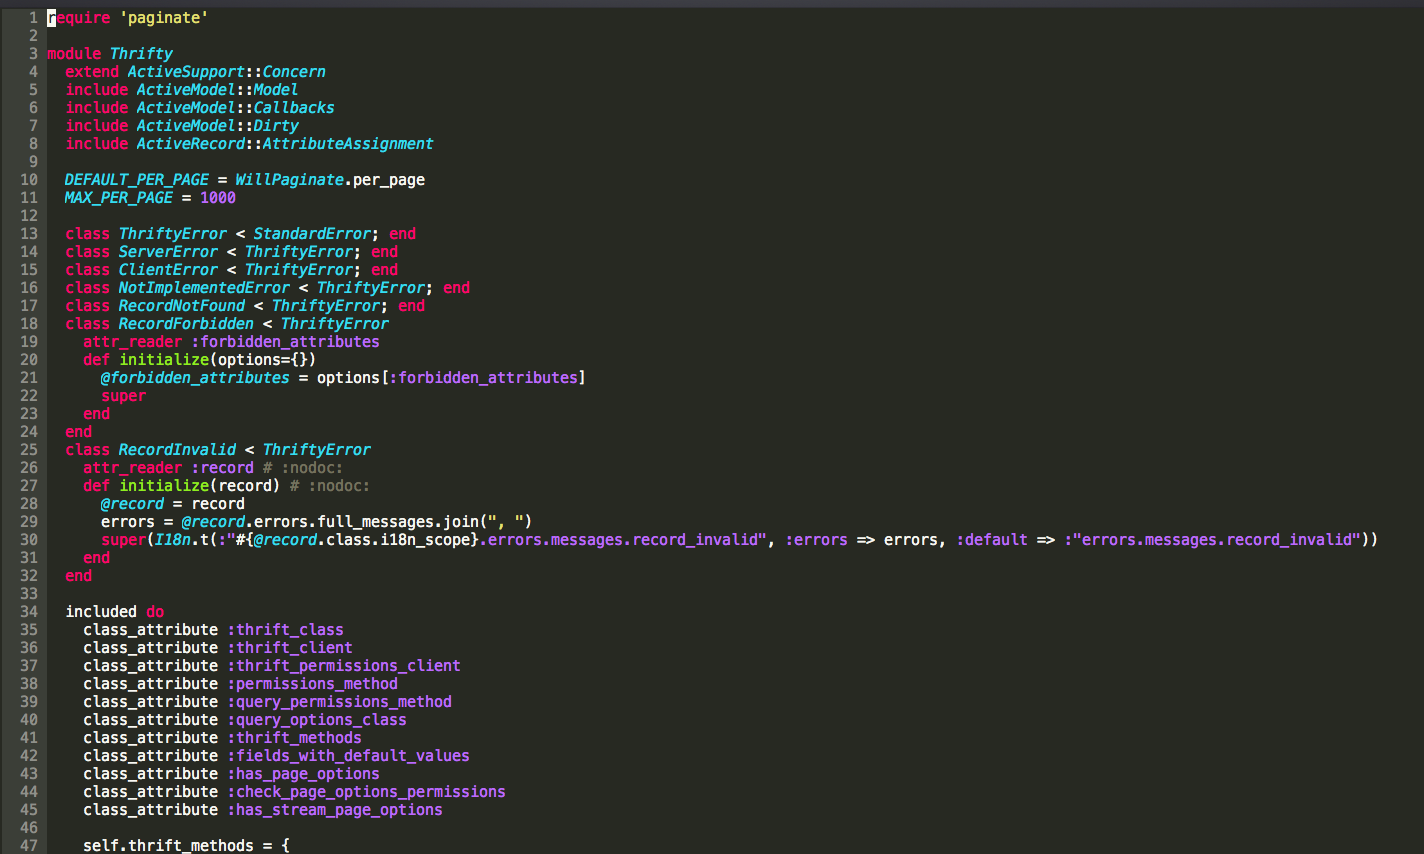 1 require 'paginate'
2
3 module Thrifty
4   extend ActiveSupport::Concern
5   include ActiveModel::Model
6   include ActiveModel::Callbacks
7   include ActiveModel::Dirty
8   include ActiveRecord::AttributeAssignment
9
10   DEFAULT_PER_PAGE = WillPaginate.per_page
11   MAX_PER_PAGE = 1000
12
13   class ThriftyError < StandardError; end
14   class ServerError < ThriftyError; end
15   class ClientError < ThriftyError; end
16   class NotImplementedError < ThriftyError; end
17   class RecordNotFound < ThriftyError; end
18   class RecordForbidden < ThriftyError
19     attr_reader :forbidden_attributes
20     def initialize(options={})
21       @forbidden_attributes = options[:forbidden_attributes]
22       super
23     end
24   end
25   class RecordInvalid < ThriftyError
26     attr_reader :record # :nodoc:
27     def initialize(record) # :nodoc:
28       @record = record
29       errors = @record.errors.full_messages.join(", ")
30       super(I18n.t(:"#{@record.class.i18n_scope}.errors.messages.record_invalid", :errors => errors, :default => :"errors.messages.record_invalid"))
31     end
32   end
33
34   included do
35     class_attribute :thrift_class
36     class_attribute :thrift_client
37     class_attribute :thrift_permissions_client
38     class_attribute :permissions_method
39     class_attribute :query_permissions_method
40     class_attribute :query_options_class
41     class_attribute :thrift_methods
42     class_attribute :fields_with_default_values
43     class_attribute :has_page_options
44     class_attribute :check_page_options_permissions
45     class_attribute :has_stream_page_options
46
47     self.thrift_methods = {